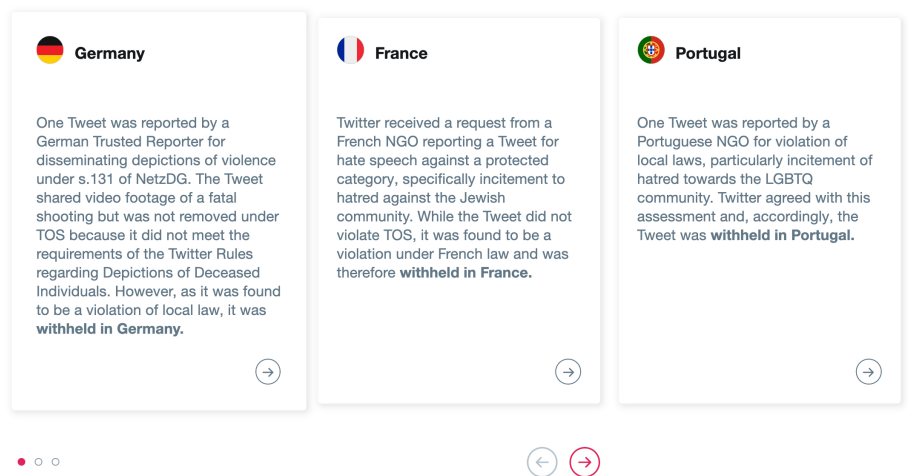 Germany
One Tweet was reported by a
German Trusted Reporter for
disseminating depictions of violence
under s.131 of NetzDG. The Tweet
shared video footage of a fatal
shooting but was not removed under
TOS because it did not meet the
requirements of the Twitter Rules
regarding Depictions of Deceased
Individuals. However, as it was found
to be a violation of local law, it was
withheld in Germany.
France
Twitter received a request from a
French NGO reporting a Tweet for
hate speech against a protected
category, specifically incitement to
hatred against the Jewish
community. While the Tweet did not
violate TOS, it was found to be a
violation under French law and was
therefore withheld in France.
Portugal
One Tweet was reported by a
Portuguese NGO for violation of
local laws, particularly incitement of
hatred towards the LGBTQ
community. Twitter agreed with this
assessment and, accordingly, the
Tweet was withheld in Portugal.